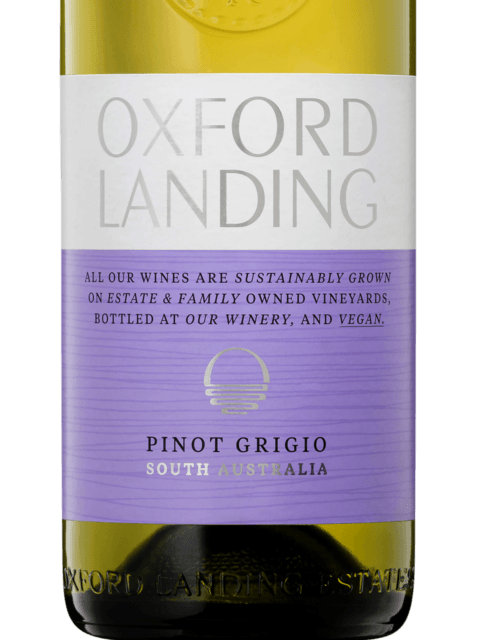 OXFORD
LANDING
ALL OUR WINES ARE SUSTAINABLY GROWN
ON ESTATE & FAMILY OWNED VINEYARDS,
BOTTLED AT OUR WINERY, AND VEGAN.
PINOT GRIGIO
SOUTH AUSTRALIA
OXFORD LANDING ESTATES